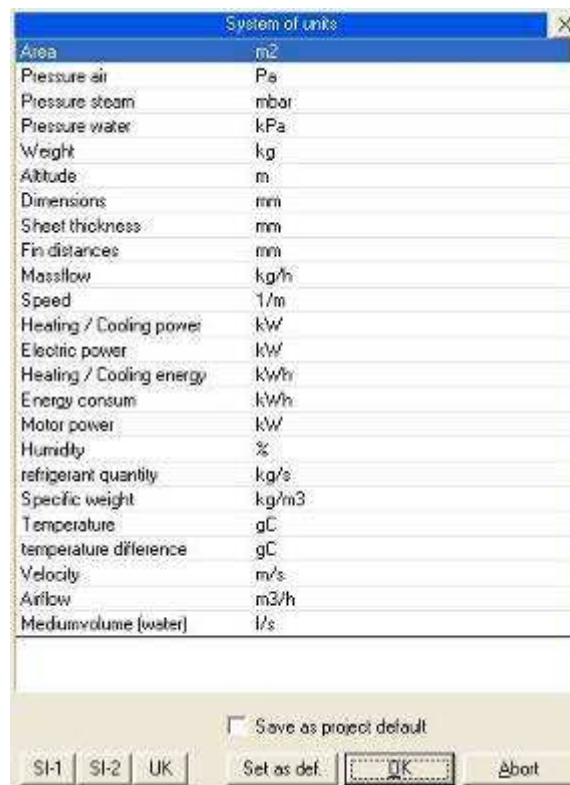 System of units
Area m2
Pressure air Pa
Pressure steam mbar
Pressure water kPa
Weight kg
Altitude m
Dimensions mm
Sheet thickness mm
Fin distances mm
Massflow kg/h
Speed 1/m
Heating / Cooling power kW
Electric power kW
Heating / Cooling energy kWh
Energy consum kWh
Motor power kW
Humidity %
refrigerant quantity kg/s
Specific weight kg/m3
Temperature gC
temperature difference gC
Velocity m/s
Airflow m3/h
Mediumvolume (water) l/s
Save as project default
SI-1 SI-2 UK Set as def. OK Abort